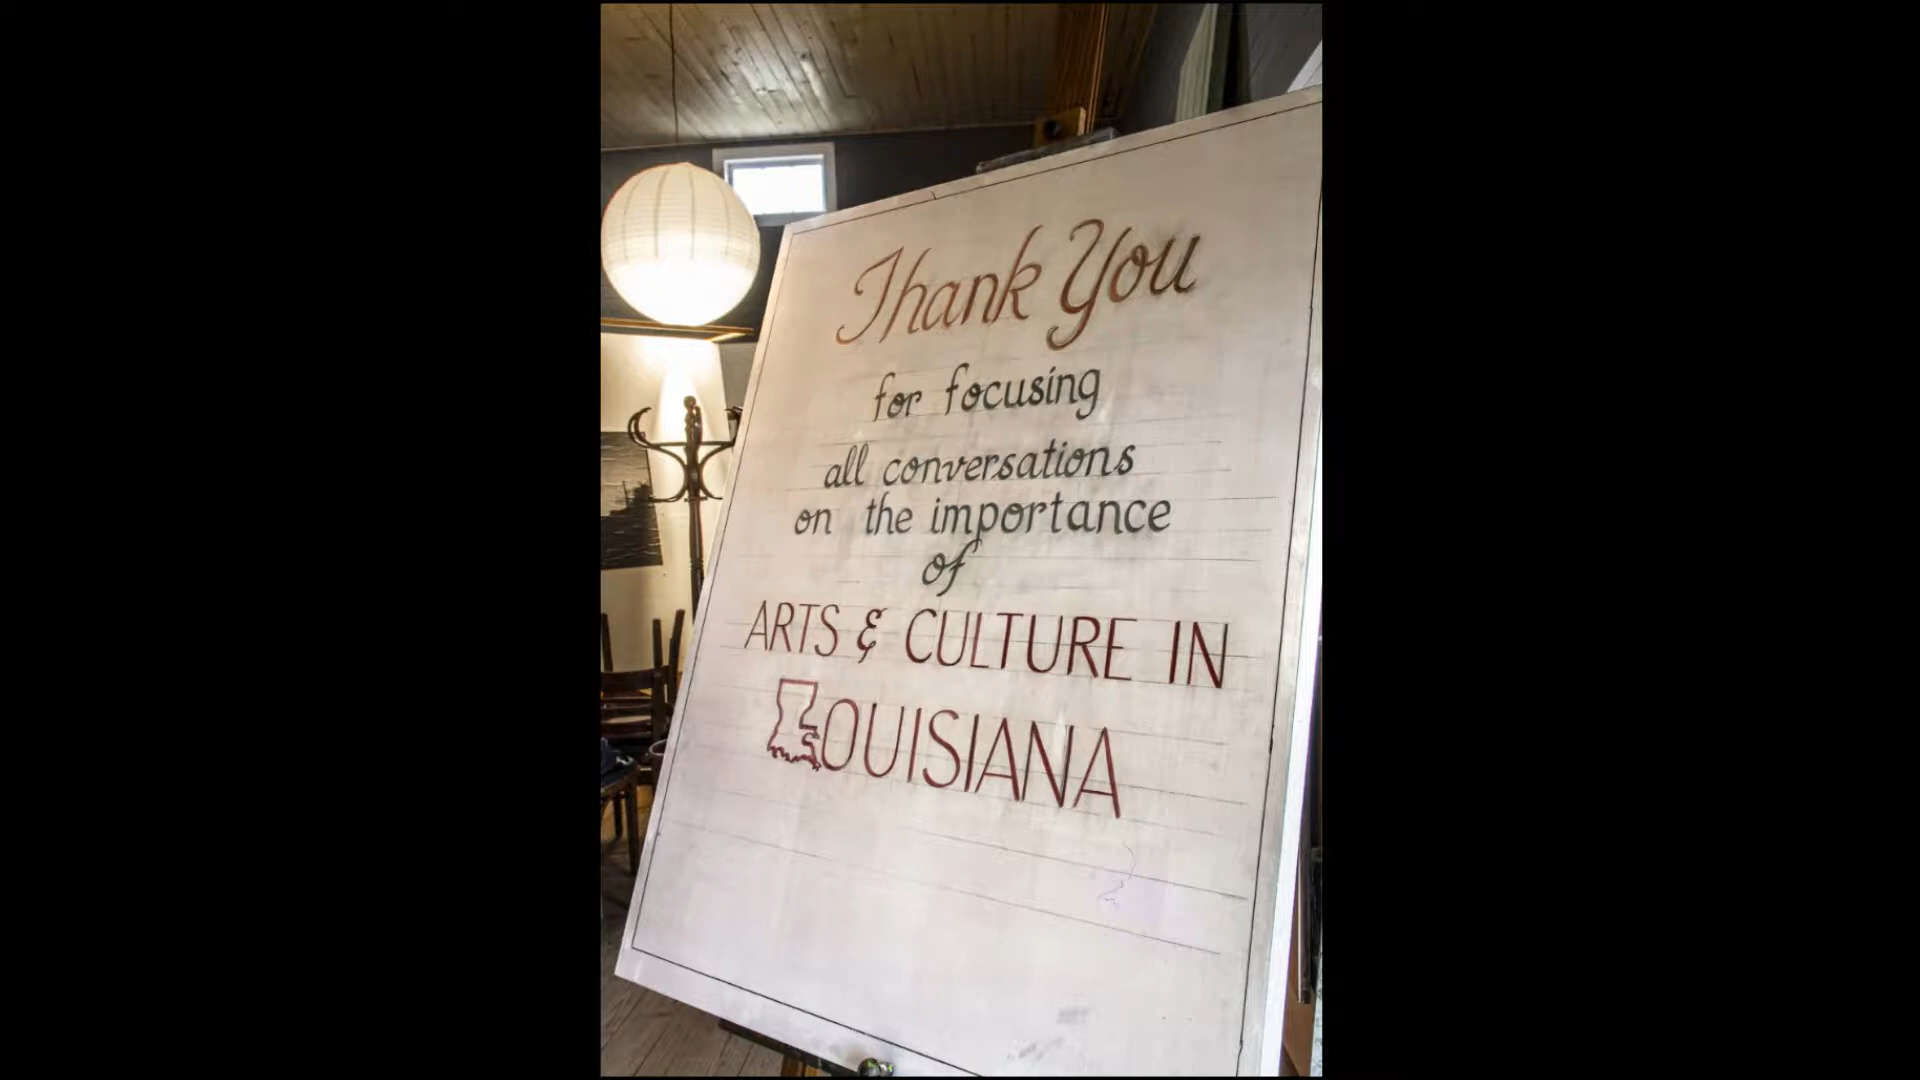 Thank You
for focusing
all conversations
on the importance
of
ARTS & CULTURE IN
LOUISIANA